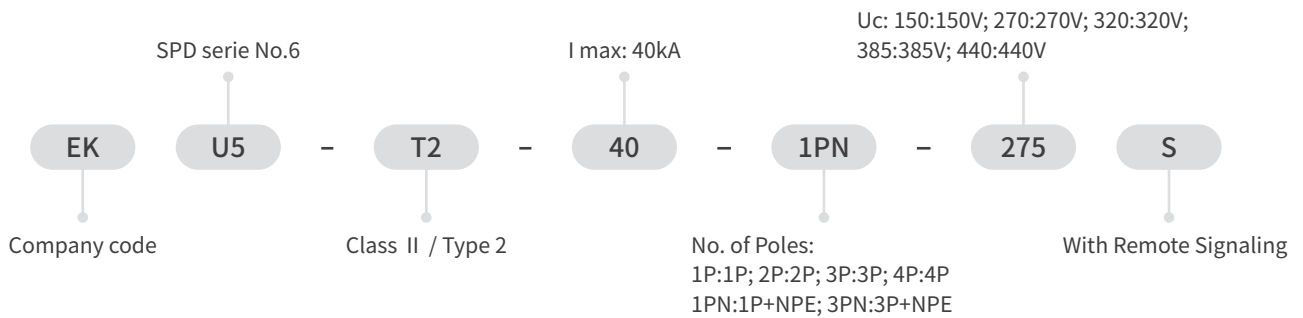 Uc: 150:150V; 270:270V; 320:320V;
SPD serie No.6
I max: 40kA
385:385V; 440:440V
EK U5 – T2 – 40 – 1PN – 275 S
Company code
Class II / Type 2
No. of Poles:
With Remote Signaling
1P:1P; 2P:2P; 3P:3P; 4P:4P
1PN:1P+NPE; 3PN:3P+NPE